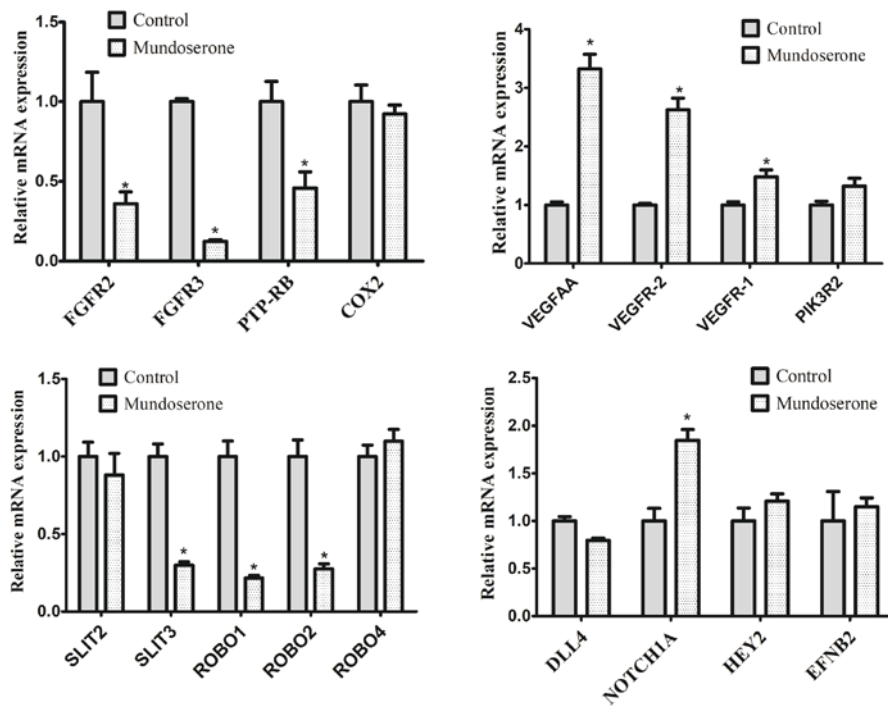 Relative mRNA expression
1.5
1.0
0.5
0.0
Control
Mundoserone
*
*
*
FGFR2
FGFR3
PTP-RB
COX2
Relative mRNA expression
4
3
2
1
0
Control
Mundoserone
*
*
*
VEGFAA
VEGFR-2
VEGFR-1
PIK3R2
Relative mRNA expression
1.5
1.0
0.5
0.0
Control
Mundoserone
*
*
*
SLIT2
SLIT3
ROBO1
ROBO2
ROBO4
Relative mRNA expression
2.5
2.0
1.5
1.0
0.5
0.0
Control
Mundoserone
*
DLL4
NOTCH1A
HEY2
EFNB2